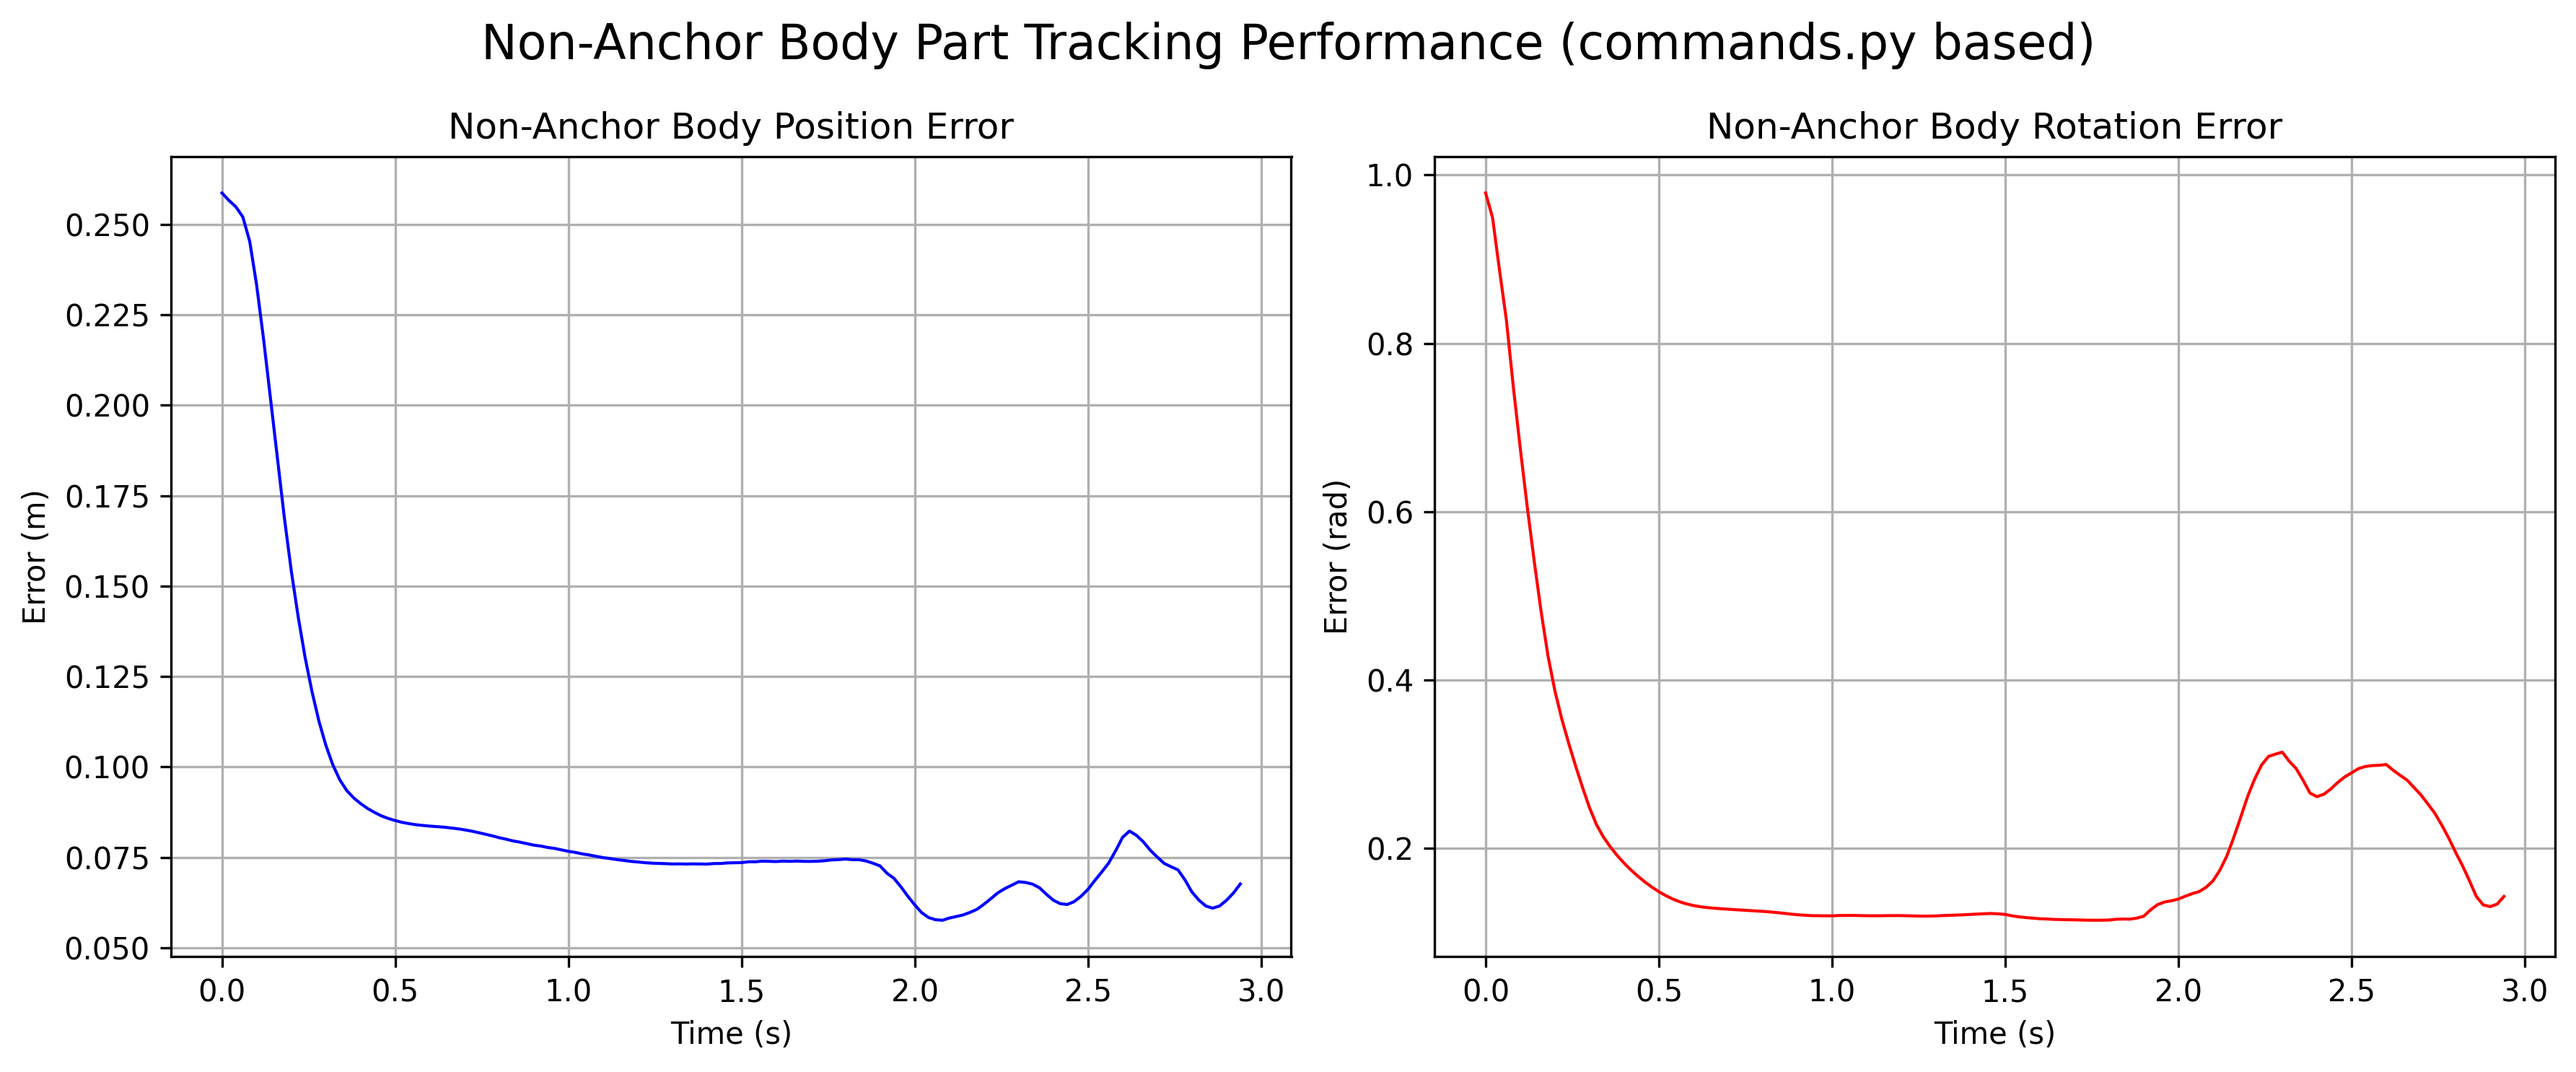 Non-Anchor Body Part Tracking Performance (commands.py based)
Non-Anchor Body Position Error
Error (m)
0.250
0.225
0.200
0.175
0.150
0.125
0.100
0.075
0.050
0.0 0.5 1.0 1.5 2.0 2.5 3.0
Time (s)
Non-Anchor Body Rotation Error
Error (rad)
1.0
0.8
0.6
0.4
0.2
0.0 0.5 1.0 1.5 2.0 2.5 3.0
Time (s)